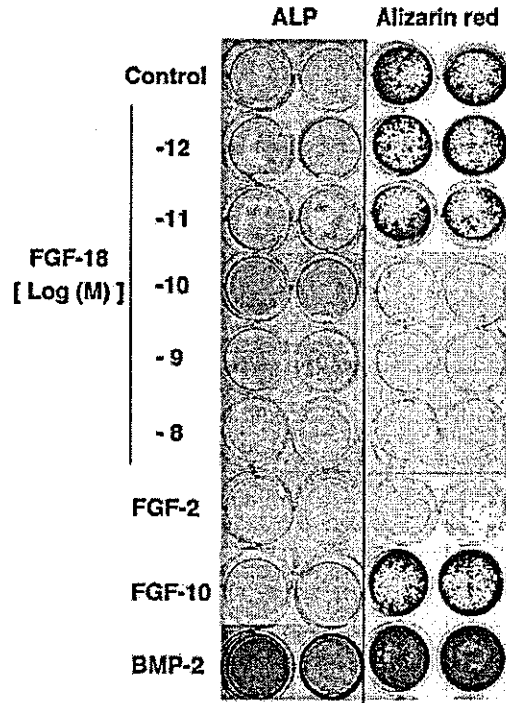 ALP Alizarin red
Control
-12
-11
FGF-18
[ Log (M) ]
-10
- 9
- 8
FGF-2
FGF-10
BMP-2